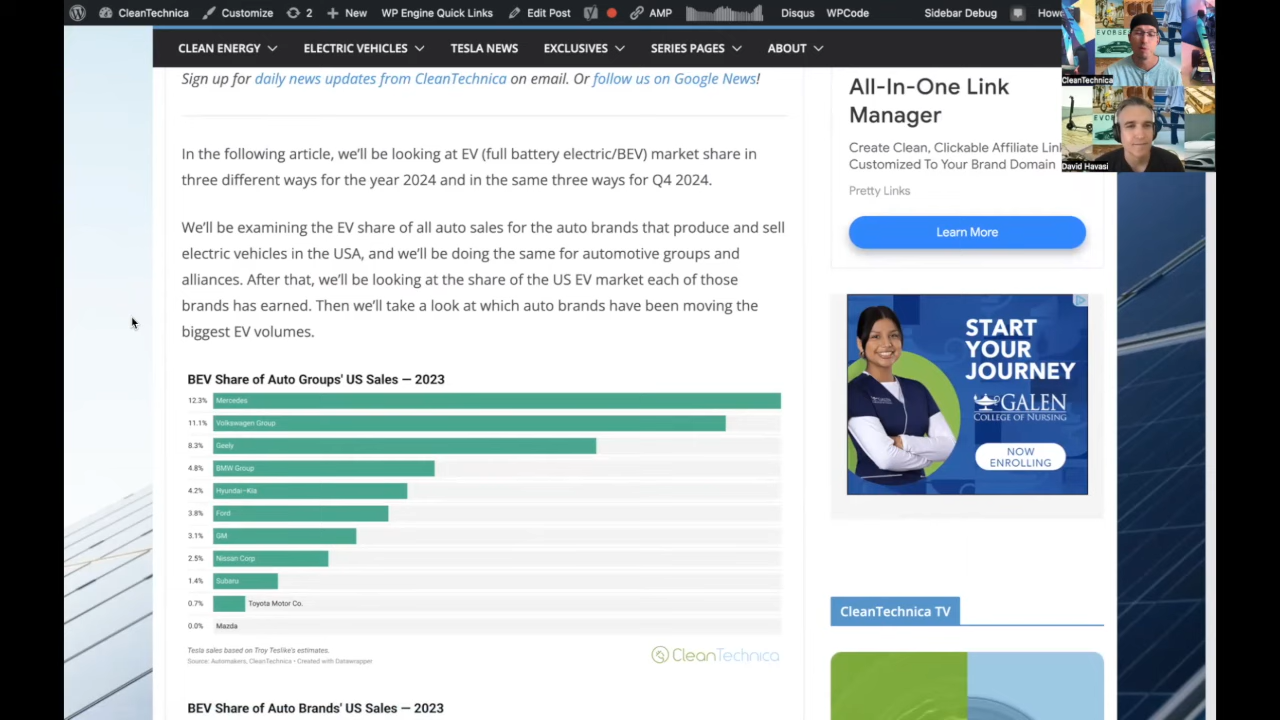 CleanTechnica Customize 2 New WP Engine Quick Links Edit Post AMP Disqus WPCode Sidebar Debug How
CLEAN ENERGY ELECTRIC VEHICLES TESLA NEWS EXCLUSIVES SERIES PAGES ABOUT
CleanTechnica
David Havasi
Sign up for daily news updates from CleanTechnica on email. Or follow us on Google News!
In the following article, we'll be looking at EV (full battery electric/BEV) market share in
three different ways for the year 2024 and in the same three ways for Q4 2024.
We'll be examining the EV share of all auto sales for the auto brands that produce and sell
electric vehicles in the USA, and we'll be doing the same for automotive groups and
alliances. After that, we'll be looking at the share of the US EV market each of those
brands has earned. Then we'll take a look at which auto brands have been moving the
biggest EV volumes.
BEV Share of Auto Groups' US Sales — 2023
12.3% Mercedes
11.1% Volkswagen Group
8.3% Geely
4.8% BMW Group
4.2% Hyundai–Kia
3.8% Ford
3.1% GM
2.5% Nissan Corp
1.4% Subaru
0.7% Toyota Motor Co.
0.0% Mazda
Tesla sales based on Troy Teslike's estimates.
Source: Automakers, CleanTechnica • Created with Datawrapper
CleanTechnica
BEV Share of Auto Brands' US Sales — 2023
All-In-One Link
Manager
Create Clean, Clickable Affiliate Lin
Customized To Your Brand Domain
Pretty Links
Learn More
START
YOUR
JOURNEY
GALEN
COLLEGE OF NURSING
NOW
ENROLLING
CleanTechnica TV